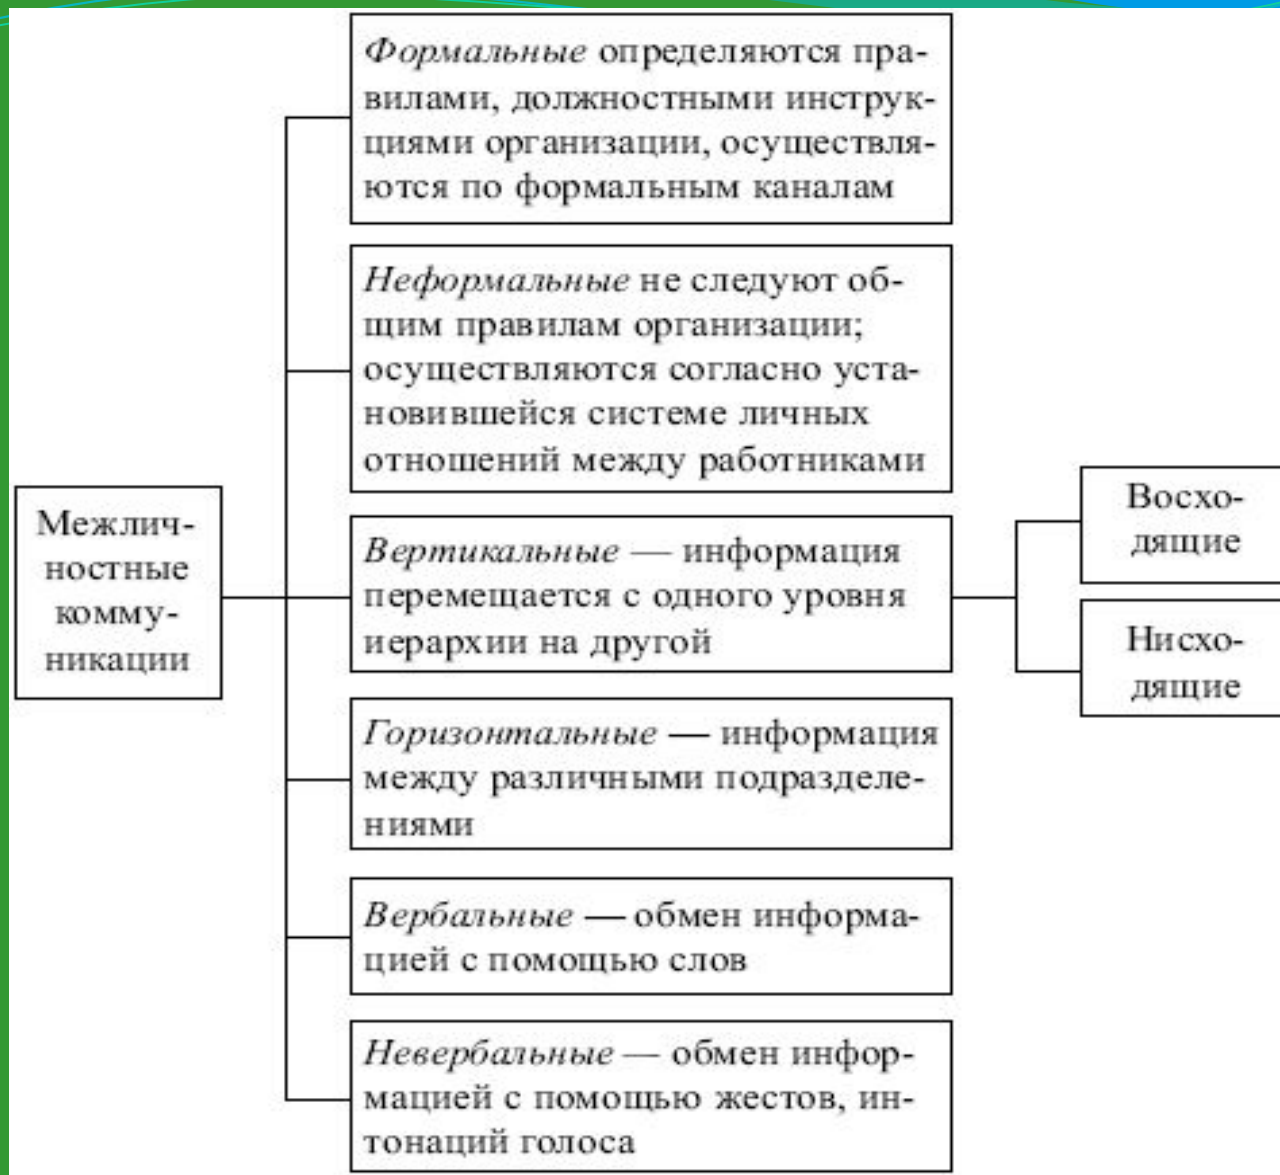 Формальные определяются пра-
вилами, должностными инструк-
циями организации, осуществля-
ются по формальным каналам
Неформальные не следуют об-
щим правилам организации;
осуществляются согласно уста-
новившейся системе личных
отношений между работниками
Межлич-
ностные
комму-
никации
Вертикальные — информация
перемещается с одного уровня
иерархии на другой
Восхо-
дящие
Нисхо-
дящие
Горизонтальные — информация
между различными подразделе-
ниями
Вербальные — обмен информа-
цией с помощью слов
Невербальные — обмен инфор-
мацией с помощью жестов, ин-
тонаций голоса